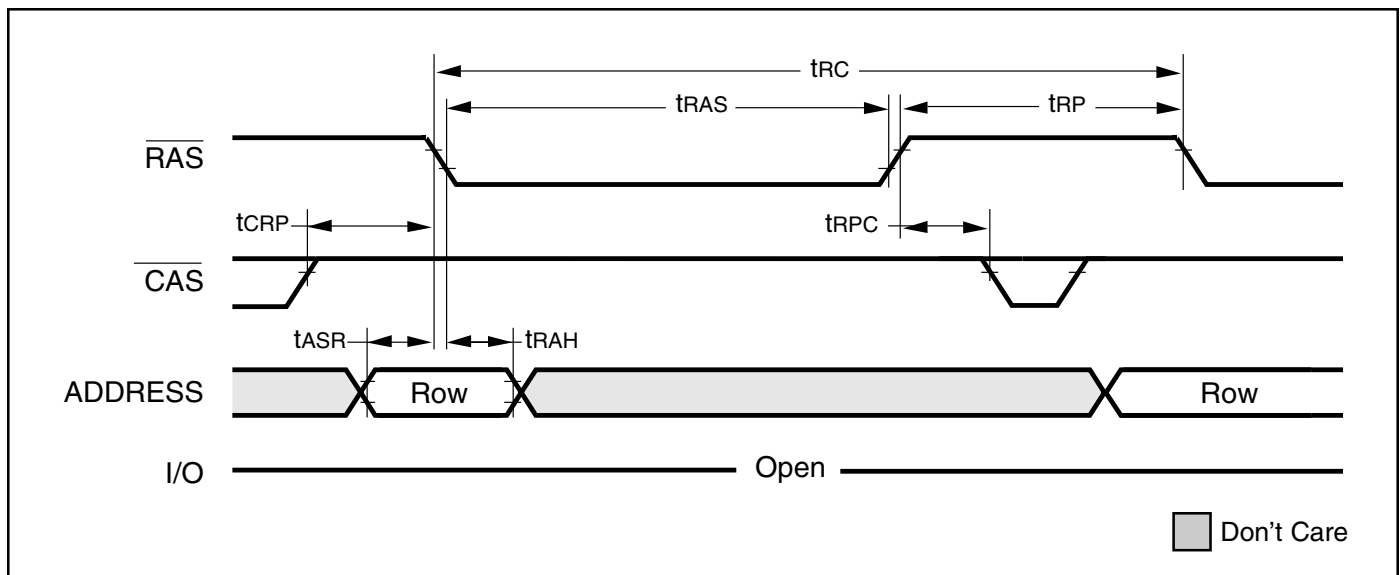 tRC
tRAS
tRP
RAS
tCRP
tRPC
CAS
tASR
tRAH
ADDRESS
Row
Row
I/O
Open
Don't Care